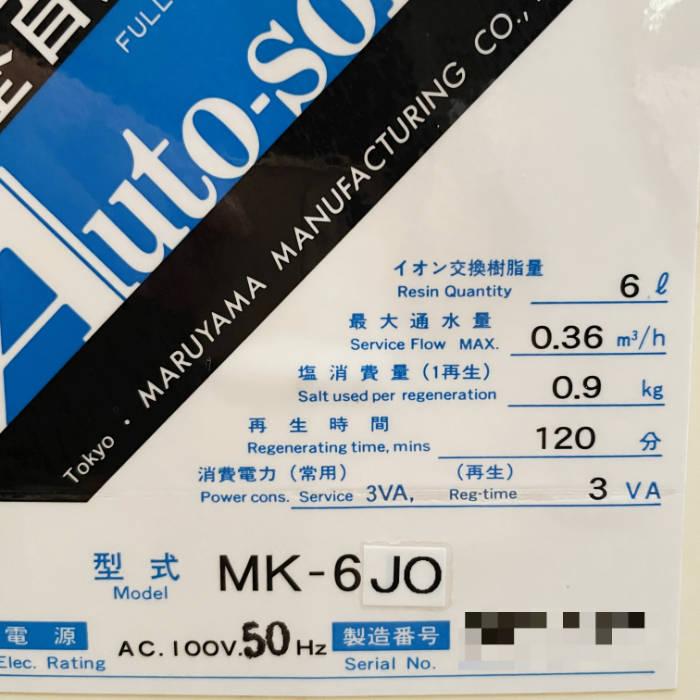 全自
FULL
Auto-so
Tokyo・MARUYAMA MANUFACTURING CO.,
イオン交換樹脂量
Resin Quantity 6 ℓ
最大通水量
Service Flow MAX. 0.36 m³/h
塩消費量(1再生)
Salt used per regeneration 0.9 kg
再生時間
Regenerating time, mins 120 分
消費電力(常用) (再生)
Power cons. Service 3VA, Reg-time 3 VA
型式 MK-6JO
Model
電源 AC.100V.50Hz 製造番号
Elec. Rating Serial No.